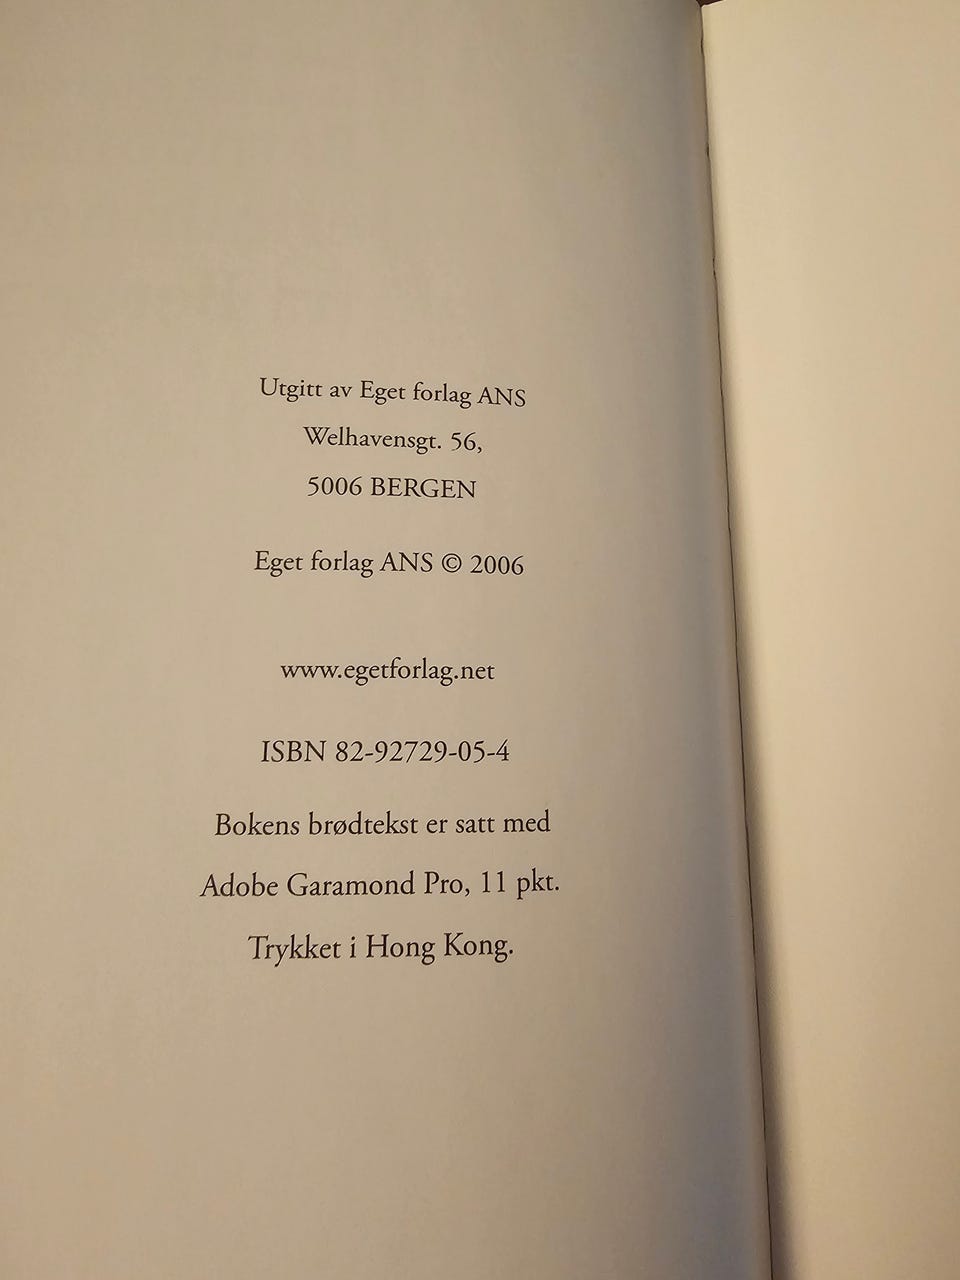 Utgitt av Eget forlag ANS
Welhavensgt. 56,
5006 BERGEN
Eget forlag ANS © 2006
www.egetforlag.net
ISBN 82-92729-05-4
Bokens brødtekst er satt med
Adobe Garamond Pro, 11 pkt.
Trykket i Hong Kong.